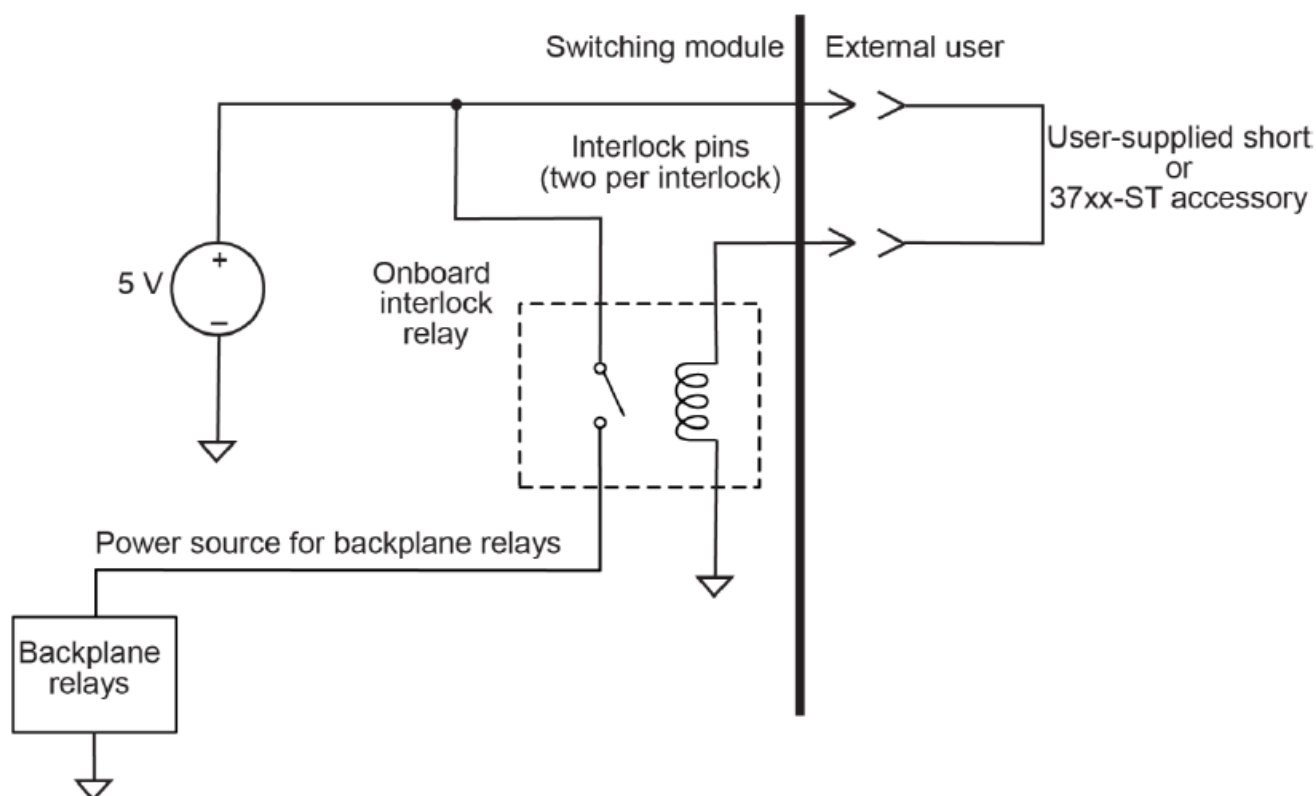 Switching module
External user
Interlock pins
(two per interlock)
User-supplied short
or
37xx-ST accessory
5 V
+
–
Onboard
interlock
relay
Power source for backplane relays
Backplane
relays